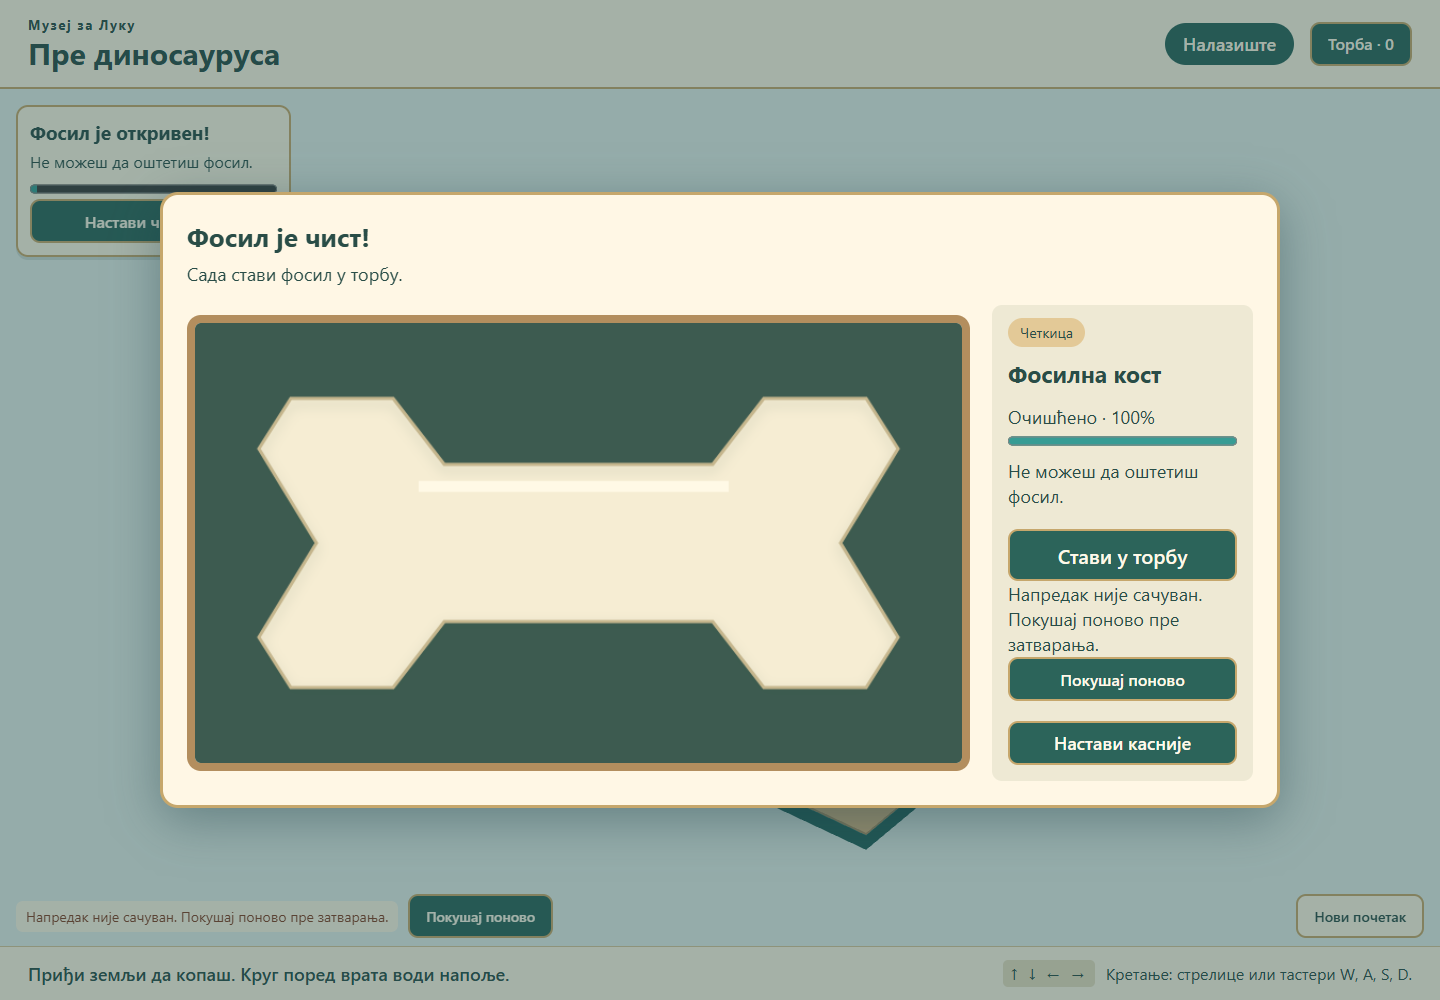 Музеј за Луку
Пре диносауруса
Налазиште
Торба · 0
Фосил је откривен!
Не можеш да оштетиш фосил.
Настави ч
Фосил је чист!
Сада стави фосил у торбу.
Четкица
Фосилна кост
Очишћено · 100%
Не можеш да оштетиш
фосил.
Стави у торбу
Напредак није сачуван.
Покушај поново пре
затварања.
Покушај поново
Настави касније
Напредак није сачуван. Покушај поново пре затварања.
Покушај поново
Нови почетак
Приђи земљи да копаш. Круг поред врата води напоље.
↑ ↓ ← → Кретање: стрелице или тастери W, A, S, D.